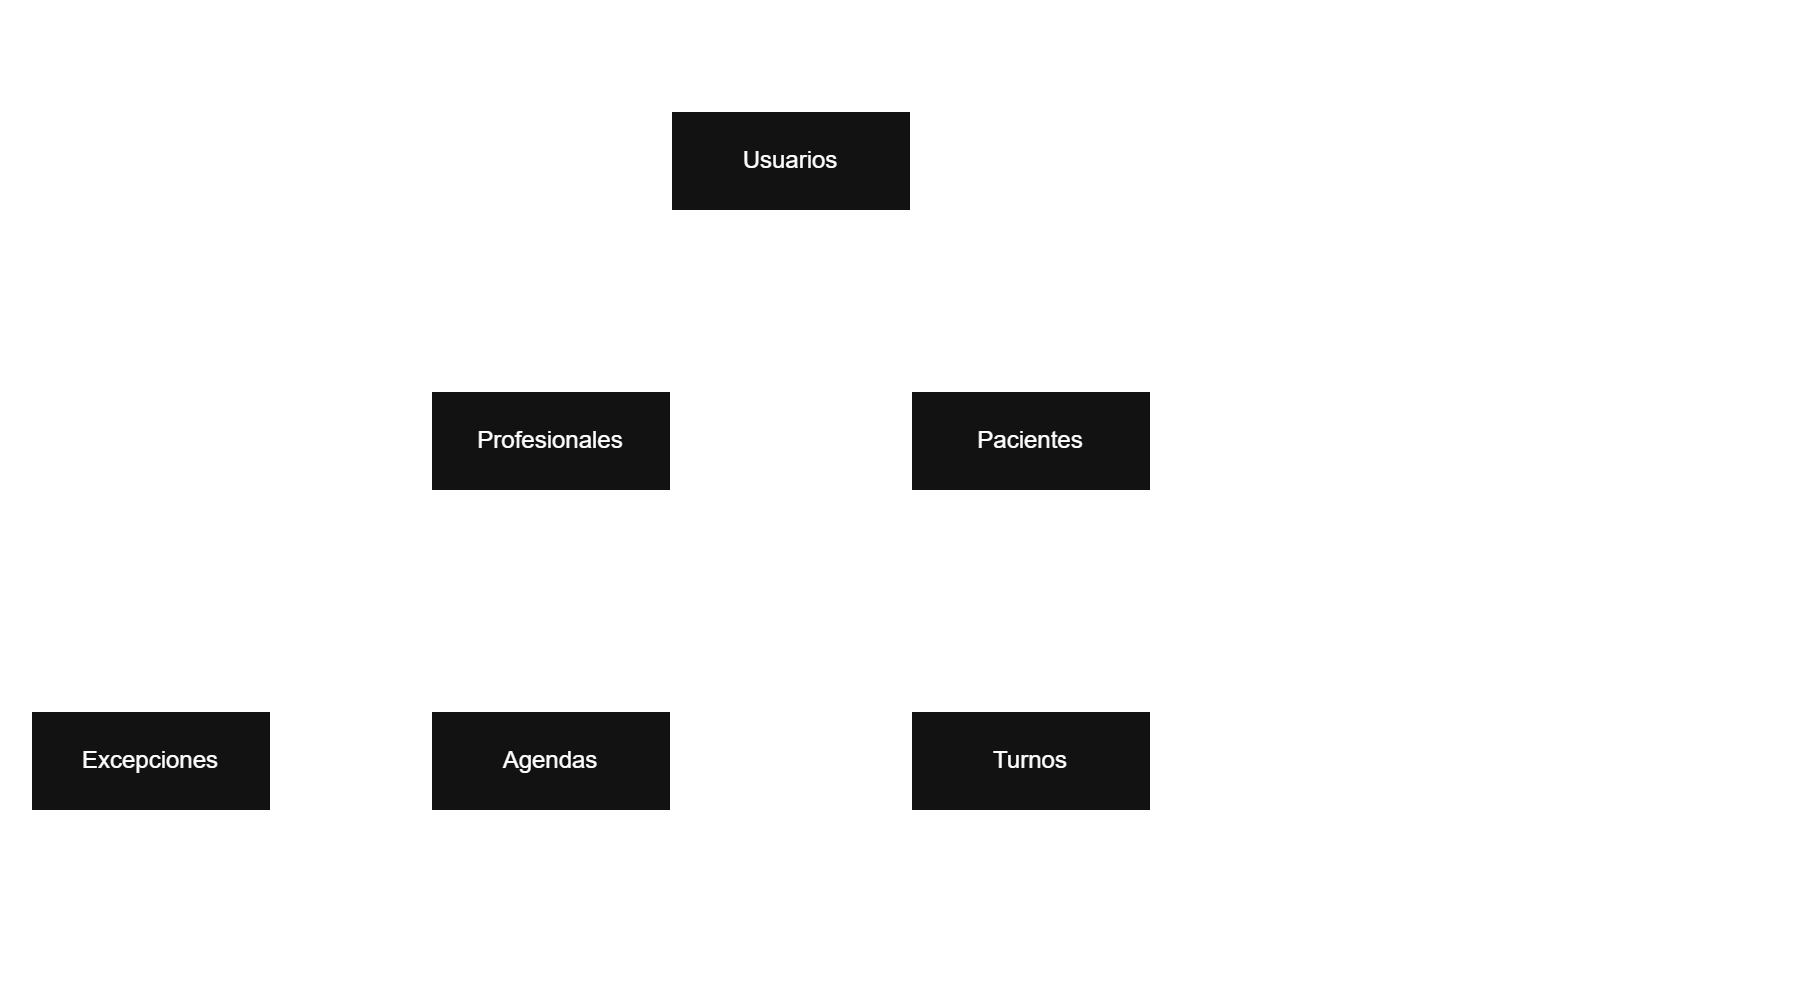 Usuarios
Profesionales
Pacientes
Excepciones
Agendas
Turnos